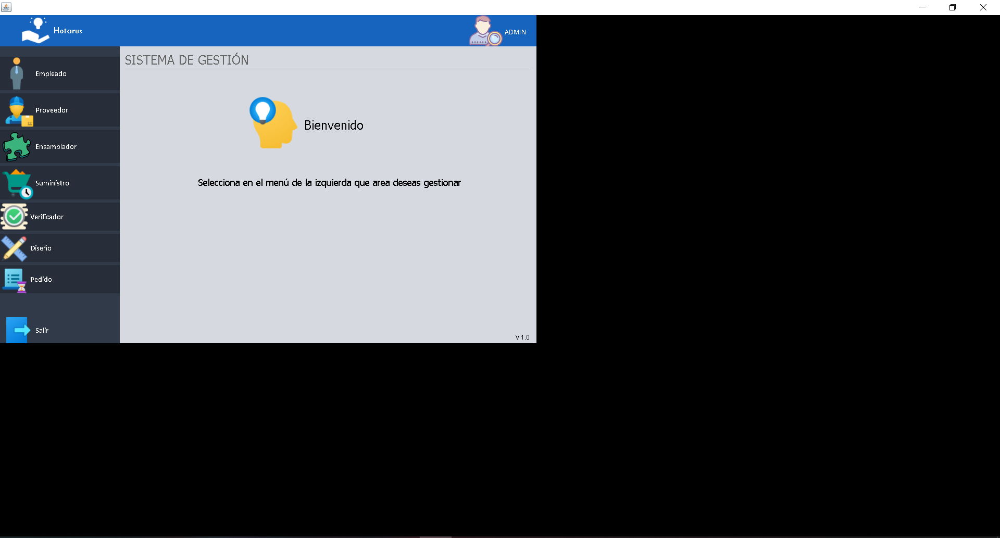 Hotarus
ADMIN
SISTEMA DE GESTIÓN
Empleado
Proveedor
Ensamblador
Suministro
Verificador
Diseño
Pedido
Salir
Bienvenido
Selecciona en el menú de la izquierda que area deseas gestionar
V 1.0